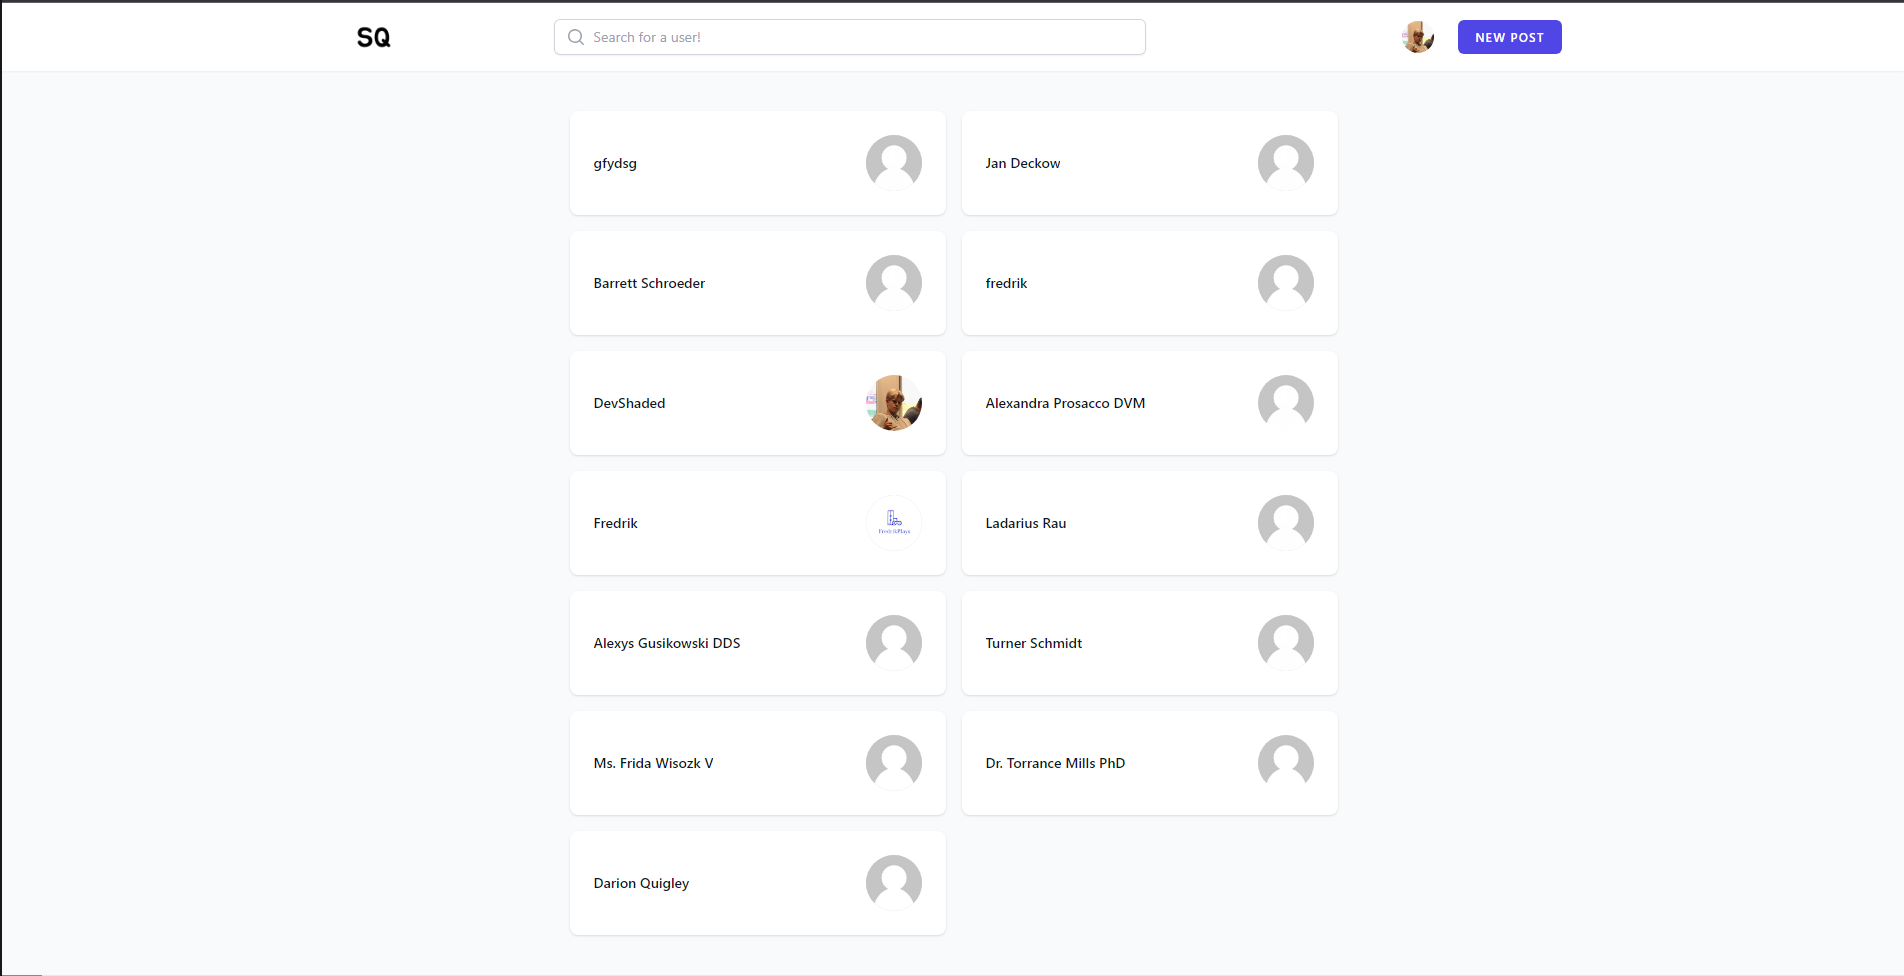 SQ
Search for a user!
NEW POST
gfydsg
Jan Deckow
Barrett Schroeder
fredrik
DevShaded
Alexandra Prosacco DVM
Fredrik
FredrikPlays
Ladarius Rau
Alexys Gusikowski DDS
Turner Schmidt
Ms. Frida Wisozk V
Dr. Torrance Mills PhD
Darion Quigley